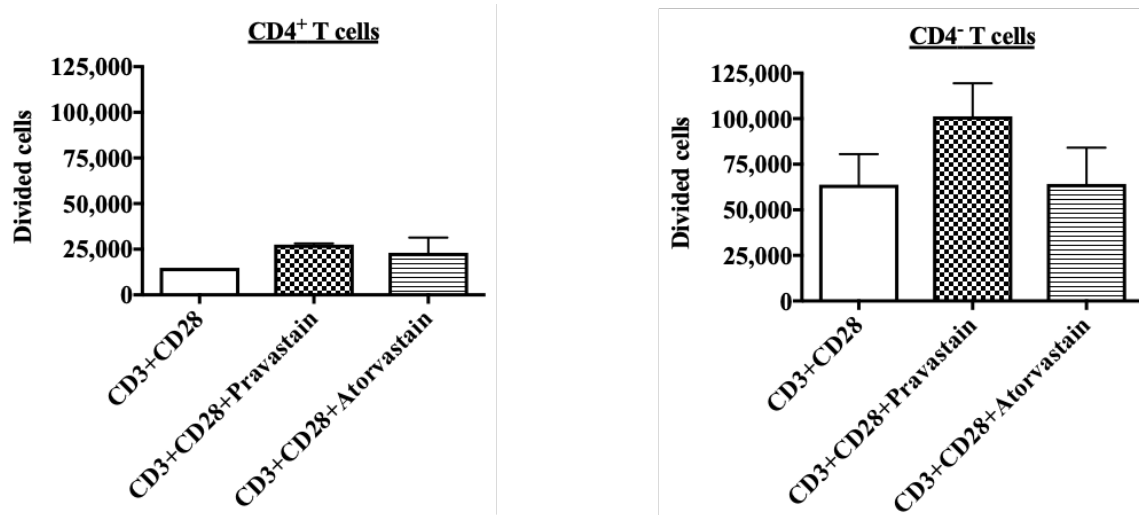 CD4+ T cells
125,000
100,000
75,000
50,000
25,000
0
Divided cells
CD3+CD28
CD3+CD28+Pravastain
CD3+CD28+Atorvastain
CD4- T cells
125,000
100,000
75,000
50,000
25,000
0
Divided cells
CD3+CD28
CD3+CD28+Pravastain
CD3+CD28+Atorvastain